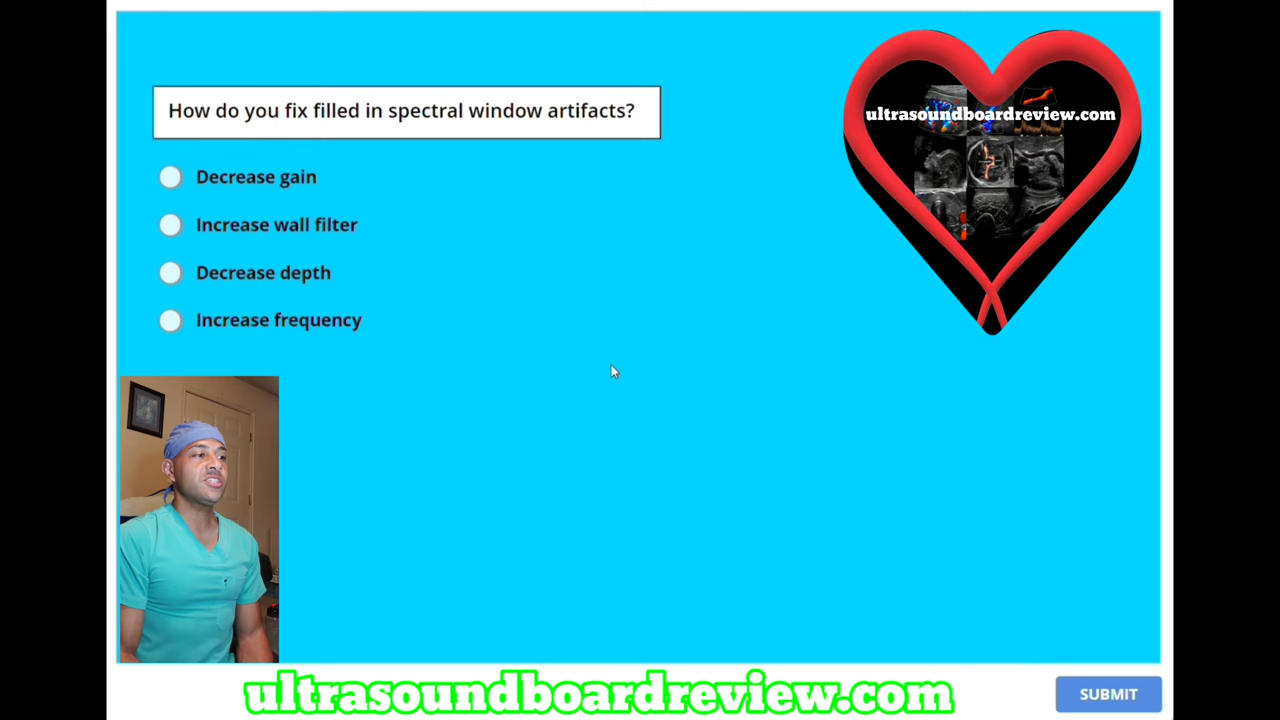 How do you fix filled in spectral window artifacts?
ultrasoundboardreview.com
Decrease gain
Increase wall filter
Decrease depth
Increase frequency
ultrasoundboardreview.com
SUBMIT